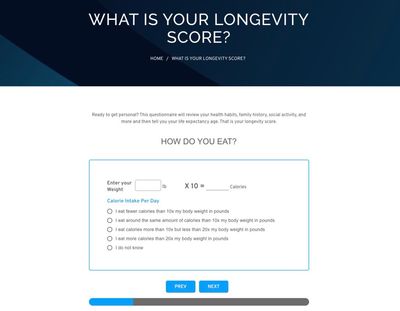 WHAT IS YOUR LONGEVITY
SCORE?
HOME / WHAT IS YOUR LONGEVITY SCORE?
Ready to get personal? This questionnaire will review your health habits, family history, social activity, and
more and then tell you your life expectancy age. That is your longevity score.
HOW DO YOU EAT?
Enter your
Weight
lb
X 10 = ________ Calories
Calorie Intake Per Day
I eat fewer calories than 10x my body weight in pounds
I eat around the same amount of calories than 10x my body weight in pounds
I eat calories more than 10x but less than 20x my body weight in pounds
I eat more calories than 20x my body weight in pounds
I do not know
PREV
NEXT